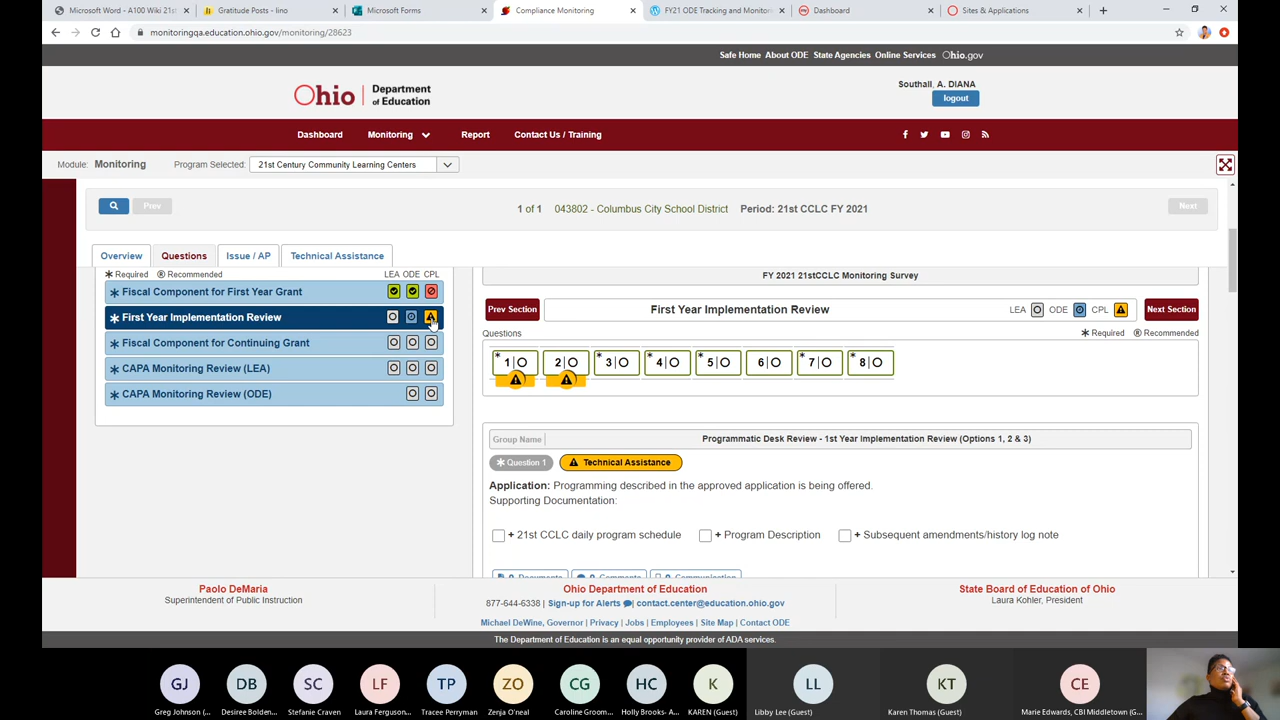 Microsoft Word - A100 Wiki 21st
Gratitude Posts - Iino
Microsoft Forms
Compliance Monitoring
FY21 ODE Tracking and Monitori
Dashboard
Sites & Applications
monitoringqa.education.ohio.gov/monitoring/28623
Safe Home About ODE State Agencies Online Services Ohio.gov
Southall, A. DIANA
logout
Ohio Department of Education
Dashboard Monitoring Report Contact Us / Training
Module: Monitoring Program Selected: 21st Century Community Learning Centers
Prev 1 of 1 043802 - Columbus City School District Period: 21st CCLC FY 2021 Next
Overview Questions Issue / AP Technical Assistance
Required Recommended LEA ODE CPL
Fiscal Component for First Year Grant
First Year Implementation Review
Fiscal Component for Continuing Grant
CAPA Monitoring Review (LEA)
CAPA Monitoring Review (ODE)
FY 2021 21stCCLC Monitoring Survey
Prev Section First Year Implementation Review LEA ODE CPL Next Section
Questions Required Recommended
1 2 3 4 5 6 7 8
Group Name Programmatic Desk Review - 1st Year Implementation Review (Options 1, 2 & 3)
Question 1 Technical Assistance
Application: Programming described in the approved application is being offered.
Supporting Documentation:
+ 21st CCLC daily program schedule + Program Description + Subsequent amendments/history log note
0 Documents 0 Comments 0 Communication
Paolo DeMaria
Superintendent of Public Instruction
Ohio Department of Education
877-644-6338 | Sign-up for Alerts | contact.center@education.ohio.gov
Michael DeWine, Governor | Privacy | Jobs | Employees | Site Map | Contact ODE
State Board of Education of Ohio
Laura Kohler, President
The Department of Education is an equal opportunity provider of ADA services.
GJ DB SC LF TP ZO CG HC K LL KT CE
Greg Johnson (... Desiree Bolden... Stefanie Craven Laura Ferguson... Tracee Perryman Zenja O'neal Caroline Groom... Holly Brooks- A... KAREN (Guest) Libby Lee (Guest) Karen Thomas (Guest) Marie Edwards, CBI Middletown (G...